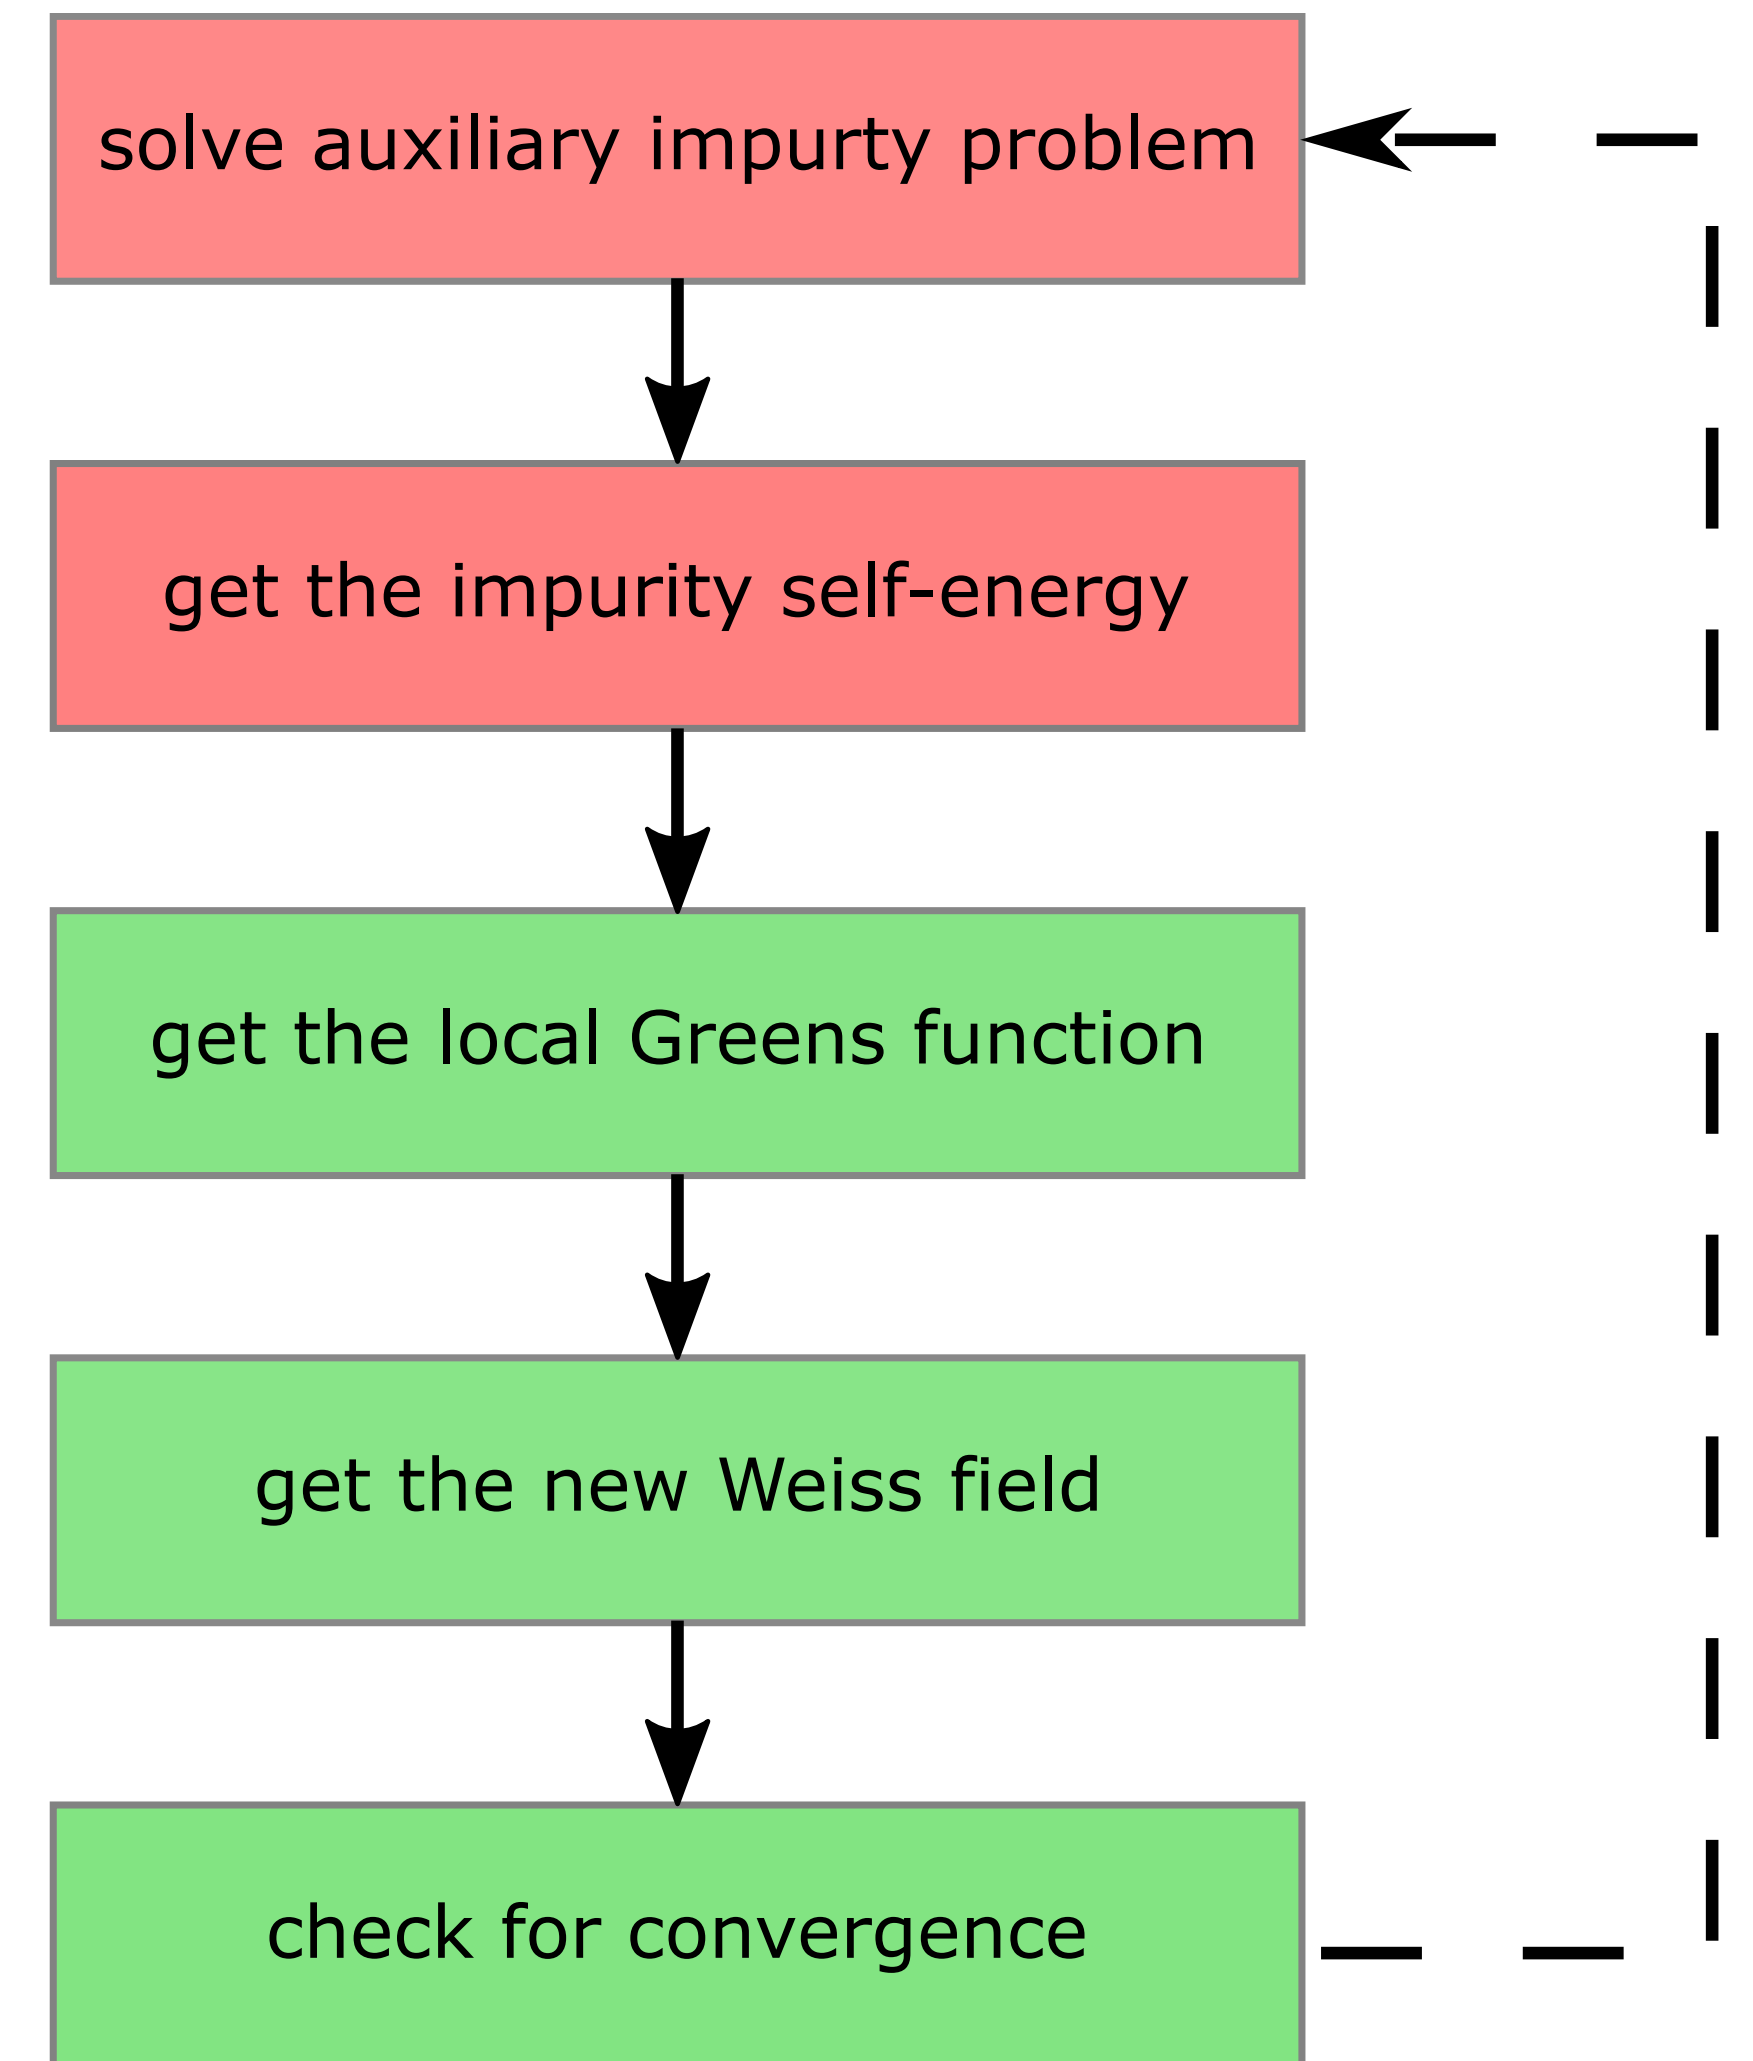 solve auxiliary impurty problem
get the impurity self-energy
get the local Greens function
get the new Weiss field
check for convergence